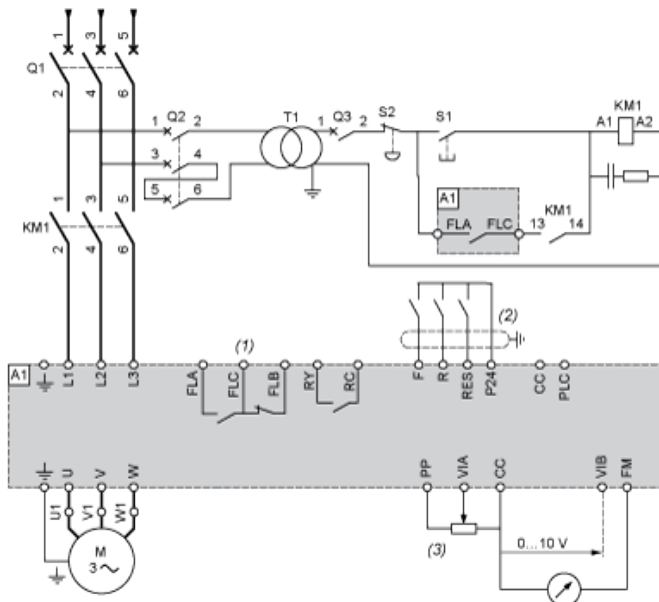 1 3 5
Q1
2 4 6
1 Q2 2
3 4
5 6
T1
1 Q3 2
S2
S1
KM1
A1 A2
A1
FLA FLC
KM1
13 14
1 3 5
KM1
2 4 6
(1)
(2)
A1
L1 L2 L3
FLA FLC FLB RY RC
F R RES P24
CC PLC
U V W
PP VIA CC VIB FM
U1 V1 W1
M
3
(3)
0...10 V